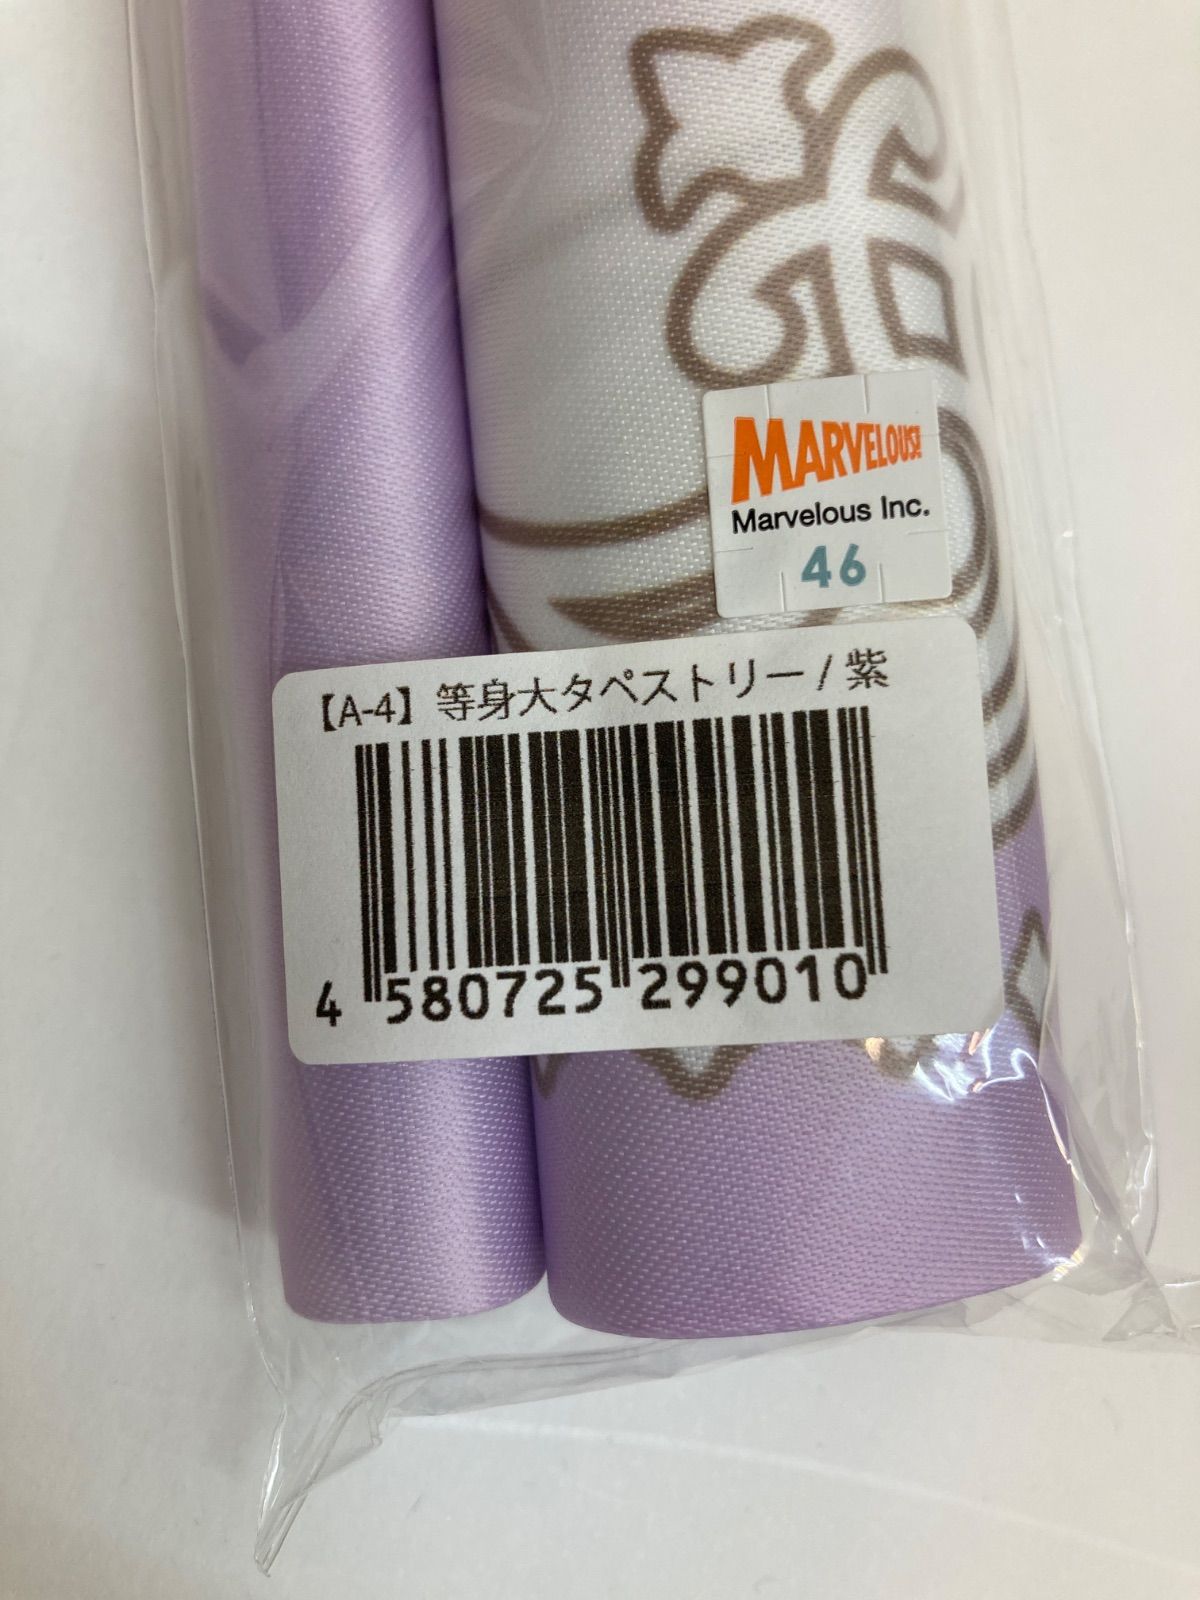 MARVELOUS!
Marvelous Inc.
46
【A-4】等身大タペストリー / 紫
4 580725 299010